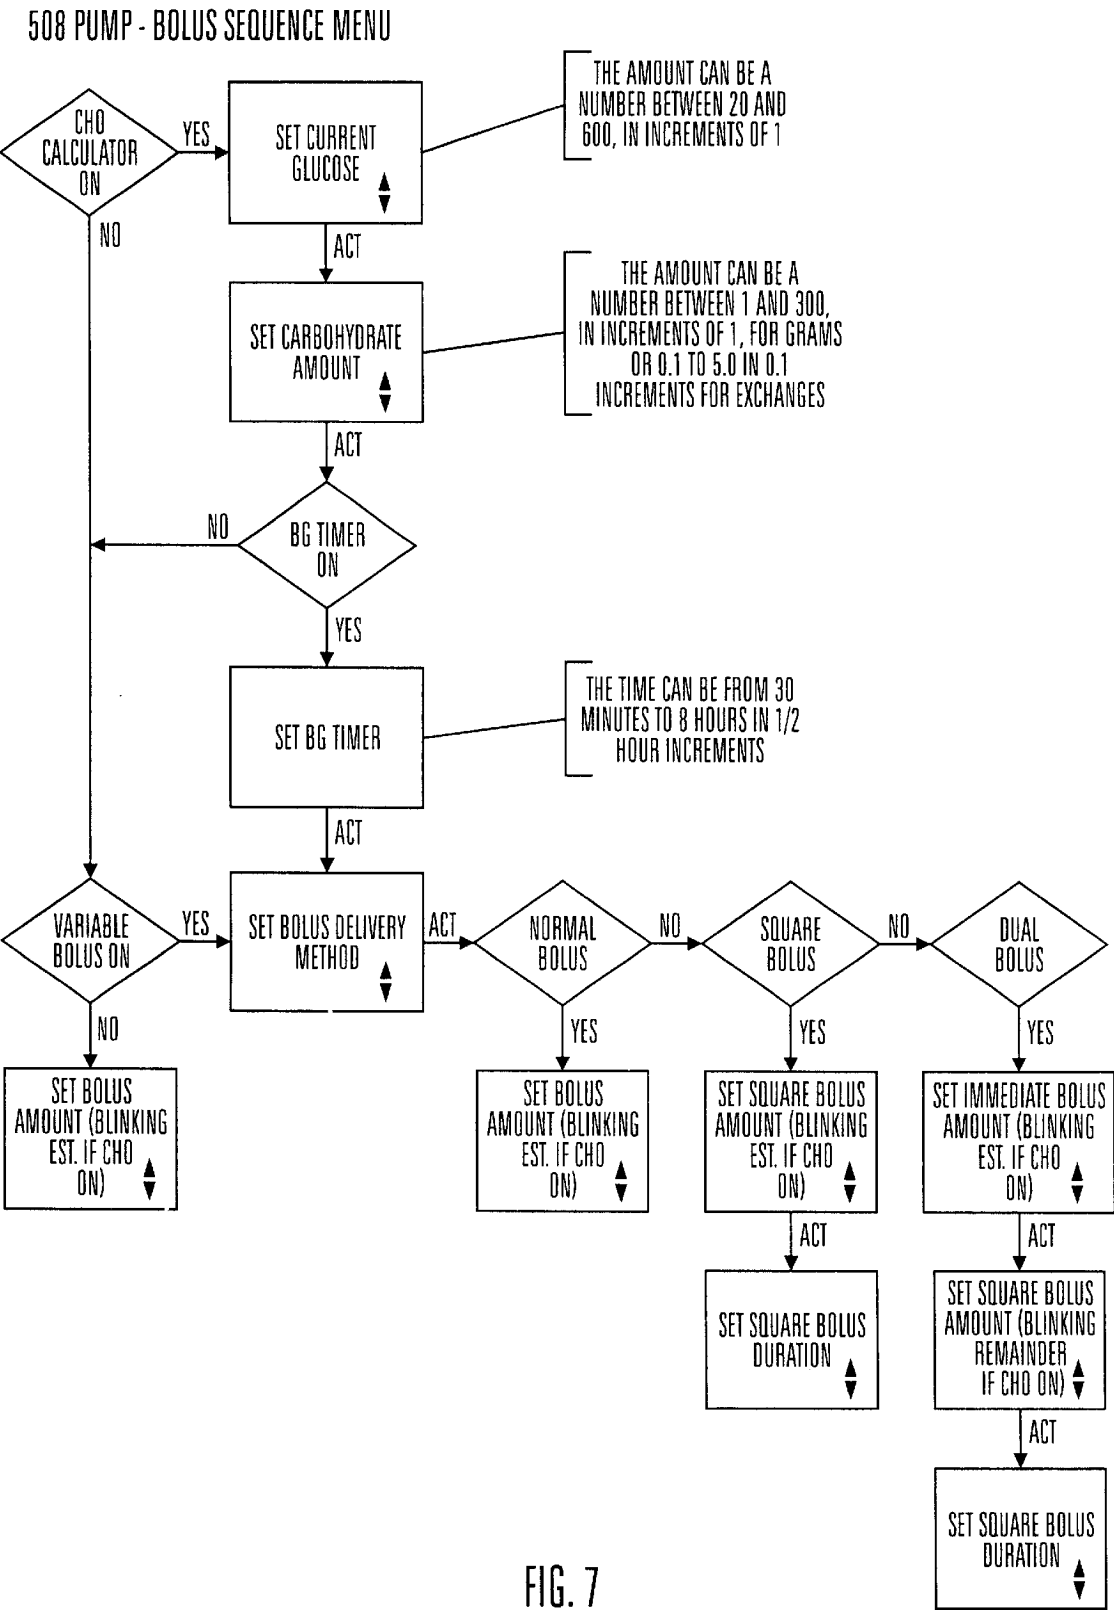 508 PUMP - BOLUS SEQUENCE MENU
CHO
CALCULATOR
ON
YES
NO
SET CURRENT
GLUCOSE
THE AMOUNT CAN BE A
NUMBER BETWEEN 20 AND
600, IN INCREMENTS OF 1
ACT
SET CARBOHYDRATE
AMOUNT
THE AMOUNT CAN BE A
NUMBER BETWEEN 1 AND 300,
IN INCREMENTS OF 1, FOR GRAMS
OR 0.1 TO 5.0 IN 0.1
INCREMENTS FOR EXCHANGES
ACT
BG TIMER
ON
NO
YES
SET BG TIMER
THE TIME CAN BE FROM 30
MINUTES TO 8 HOURS IN 1/2
HOUR INCREMENTS
ACT
VARIABLE
BOLUS ON
YES
NO
SET BOLUS DELIVERY
METHOD
ACT
NORMAL
BOLUS
NO
YES
SQUARE
BOLUS
NO
YES
DUAL
BOLUS
YES
SET BOLUS
AMOUNT (BLINKING
EST. IF CHO
ON)
SET BOLUS
AMOUNT (BLINKING
EST. IF CHO
ON)
SET SQUARE BOLUS
AMOUNT (BLINKING
EST. IF CHO
ON)
SET IMMEDIATE BOLUS
AMOUNT (BLINKING
EST. IF CHO
ON)
ACT
ACT
SET SQUARE BOLUS
DURATION
SET SQUARE BOLUS
AMOUNT (BLINKING
REMAINDER
IF CHO ON)
ACT
SET SQUARE BOLUS
DURATION
FIG. 7